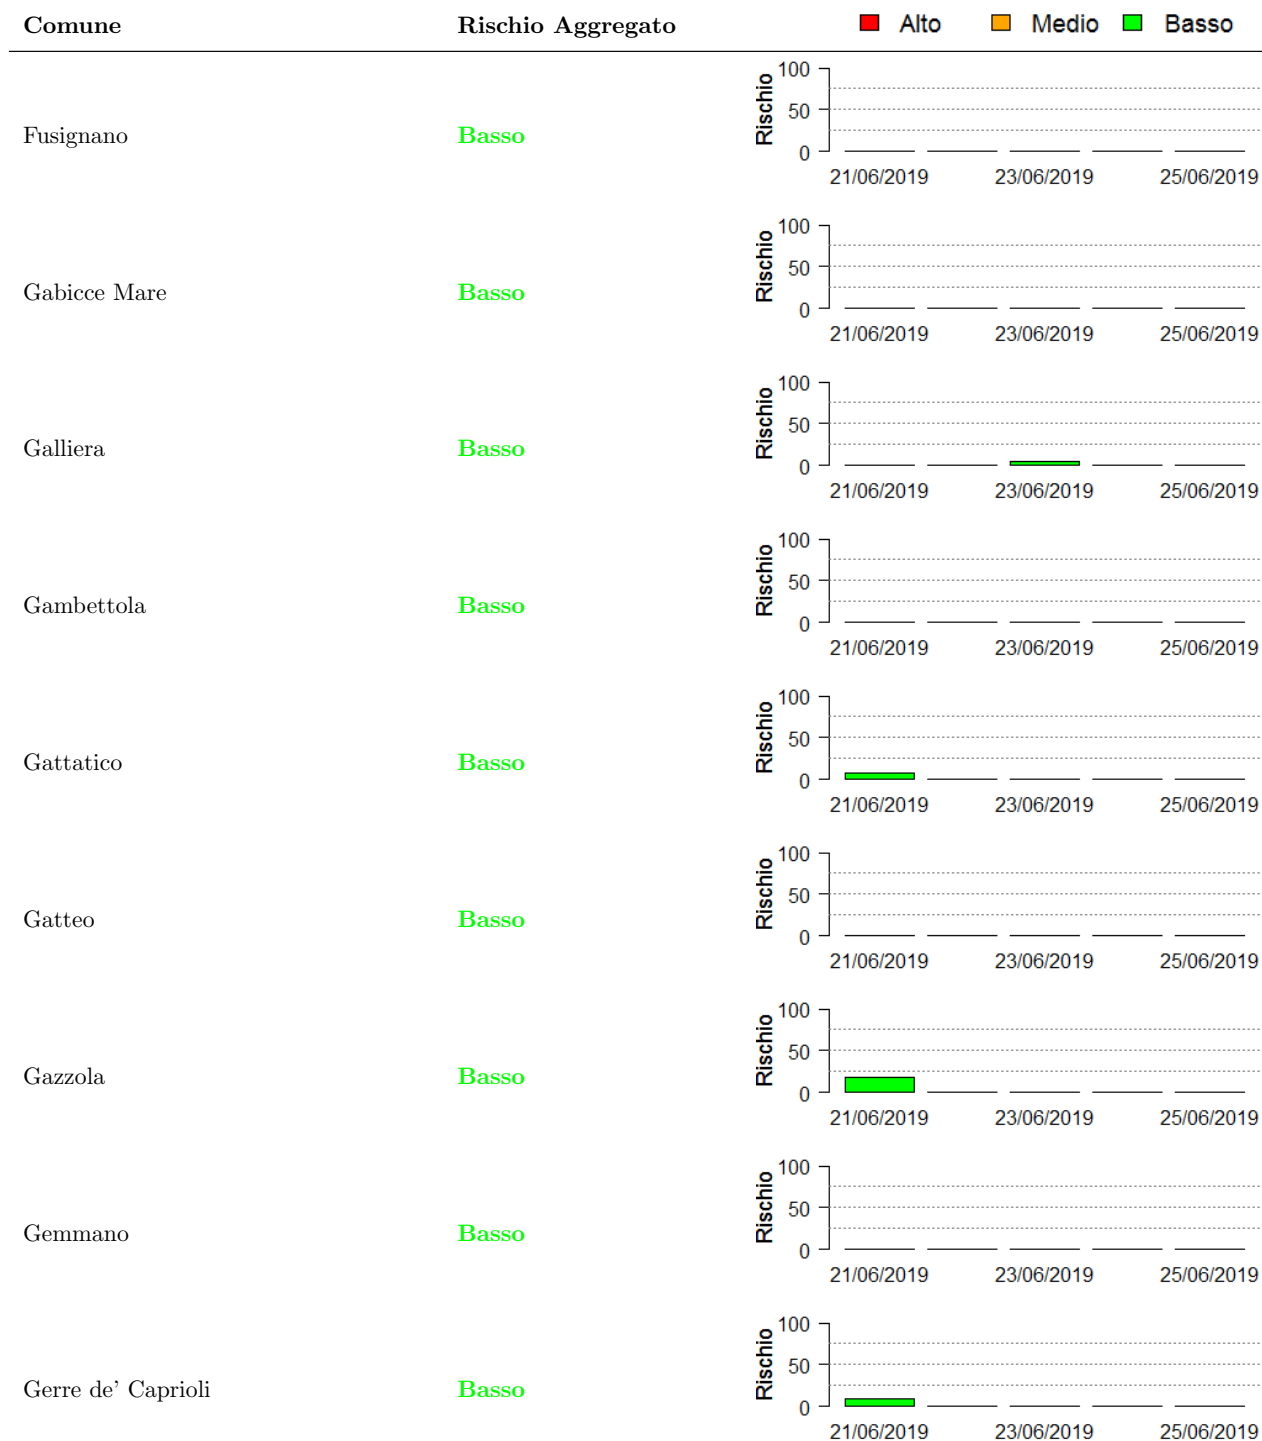 Comune Rischio Aggregato Alto Medio Basso
Fusignano Basso
Rischio
100
50
0
21/06/2019 23/06/2019 25/06/2019
Gabicce Mare Basso
Rischio
100
50
0
21/06/2019 23/06/2019 25/06/2019
Galliera Basso
Rischio
100
50
0
21/06/2019 23/06/2019 25/06/2019
Gambettola Basso
Rischio
100
50
0
21/06/2019 23/06/2019 25/06/2019
Gattatico Basso
Rischio
100
50
0
21/06/2019 23/06/2019 25/06/2019
Gatteo Basso
Rischio
100
50
0
21/06/2019 23/06/2019 25/06/2019
Gazzola Basso
Rischio
100
50
0
21/06/2019 23/06/2019 25/06/2019
Gemmano Basso
Rischio
100
50
0
21/06/2019 23/06/2019 25/06/2019
Gerre de' Caprioli Basso
Rischio
100
50
0
21/06/2019 23/06/2019 25/06/2019